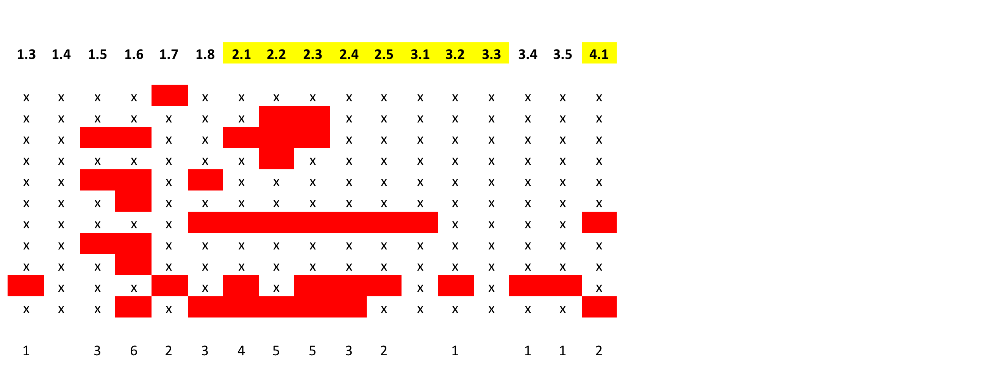 1.3 1.4 1.5 1.6 1.7 1.8 2.1 2.2 2.3 2.4 2.5 3.1 3.2 3.3 3.4 3.5 4.1
x x x x x x x x x x x x x x x x
x x x x x x x x x x x x x x x
x x x x x x x x x x x x
x x x x x x x x x x x x x x x x
x x x x x x x x x x x x x x
x x x x x x x x x x x x x x x x
x x x x x x x x x
x x x x x x x x x x x x x x x
x x x x x x x x x x x x x x x x
x x x x x x x x
x x x x x x x x x x
1 3 6 2 3 4 5 5 3 2 1 1 1 2